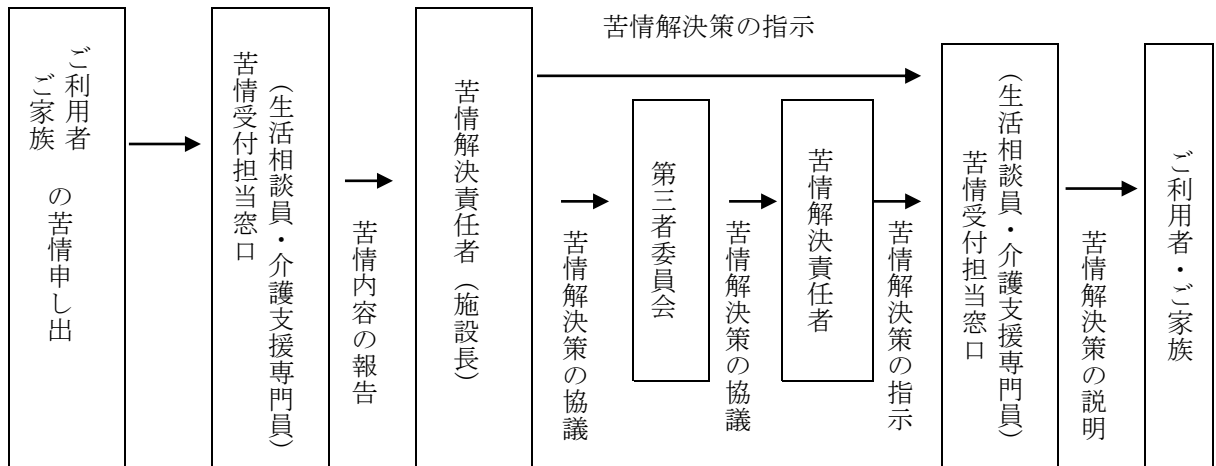 ご利用者
ご家族
の苦情申し出
苦情受付担当窓口
(生活相談員・介護支援専門員)
苦情内容の報告
苦情解決責任者(施設長)
苦情解決策の指示
苦情解決策の協議
第三者委員会
苦情解決策の協議
苦情解決責任者
苦情解決策の指示
苦情受付担当窓口
(生活相談員・介護支援専門員)
苦情解決策の説明
ご利用者・ご家族